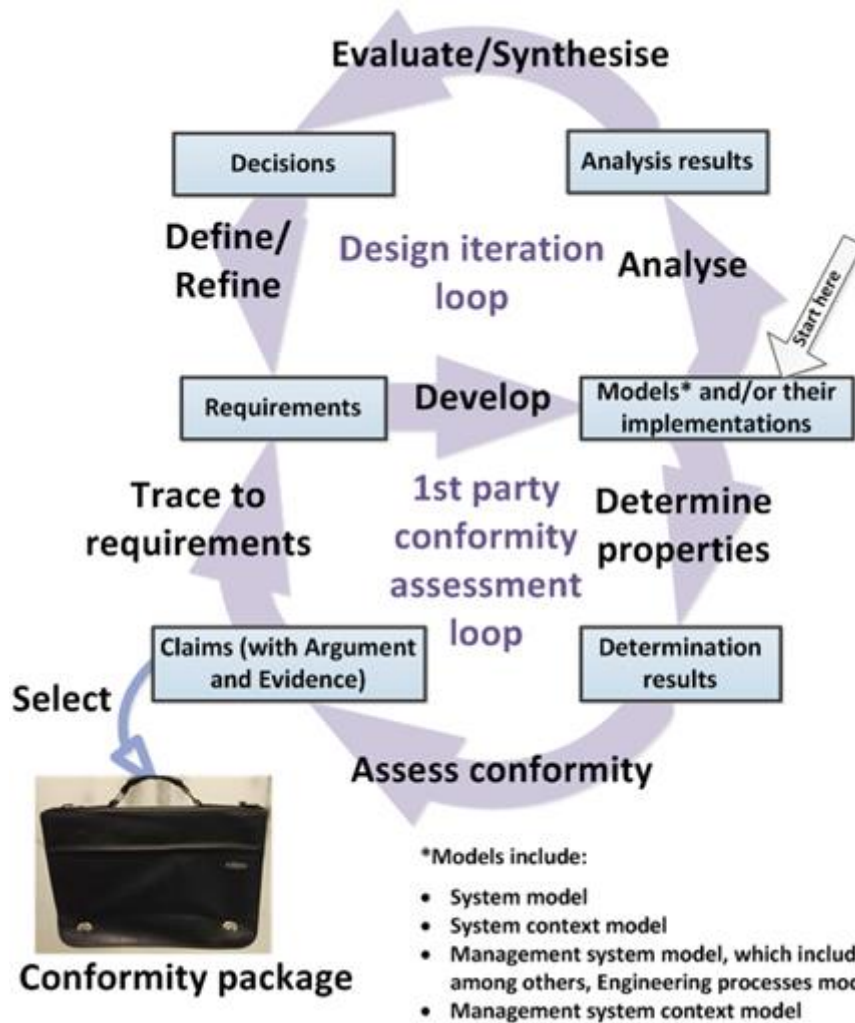 Evaluate/Synthesise
Decisions
Analysis results
Define/
Refine
Design iteration
loop
Analyse
Start here
Requirements
Develop
Models* and/or their
implementations
Trace to
requirements
1st party
conformity
assessment
loop
Determine
properties
Claims (with Argument
and Evidence)
Determination
results
Select
Assess conformity
Conformity package
*Models include:
• System model
• System context model
• Management system model, which includ
among others, Engineering processes mod
• Management system context model